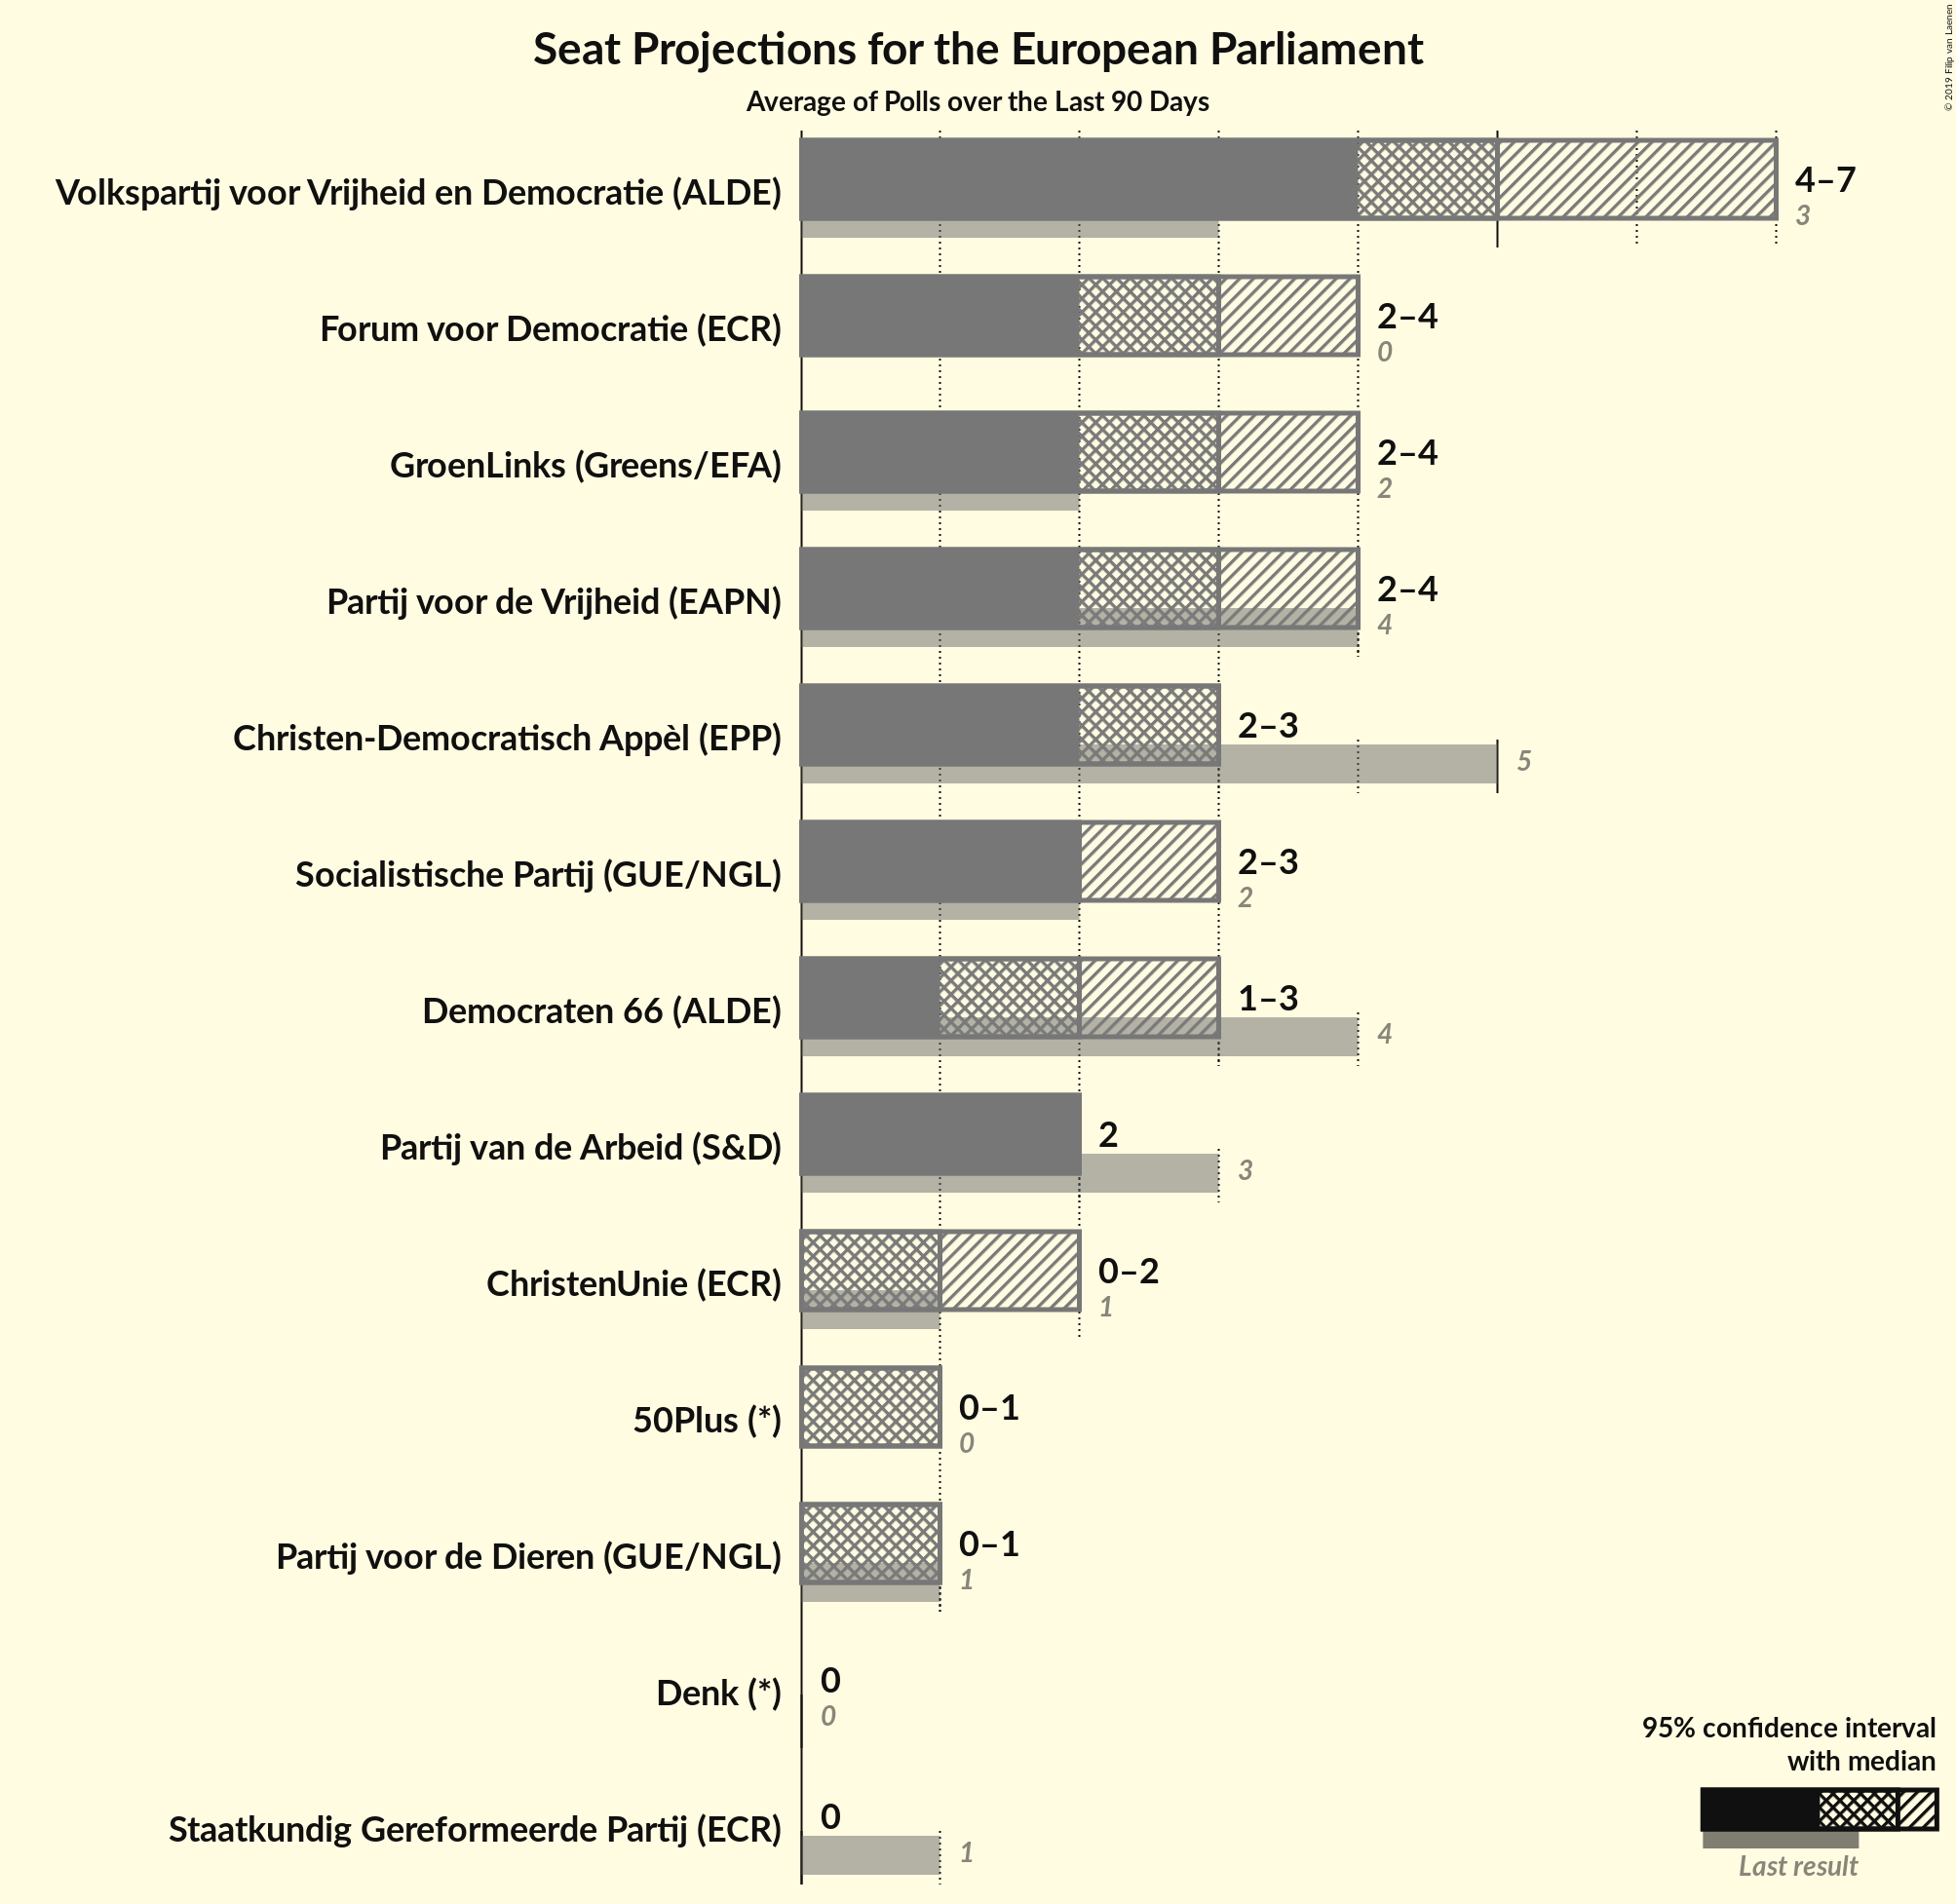 Seat Projections for the European Parliament
Average of Polls over the Last 90 Days
© 2019 Filip van Laenen
Volkspartij voor Vrijheid en Democratie (ALDE)
4–7
3
Forum voor Democratie (ECR)
2–4
0
GroenLinks (Greens/EFA)
2–4
2
Partij voor de Vrijheid (EAPN)
2–4
4
Christen-Democratisch Appèl (EPP)
2–3
5
Socialistische Partij (GUE/NGL)
2–3
2
Democraten 66 (ALDE)
1–3
4
Partij van de Arbeid (S&D)
2
3
ChristenUnie (ECR)
0–2
1
50Plus (*)
0–1
0
Partij voor de Dieren (GUE/NGL)
0–1
1
Denk (*)
0
0
Staatkundig Gereformeerde Partij (ECR)
0
1
95% confidence interval
with median
Last result